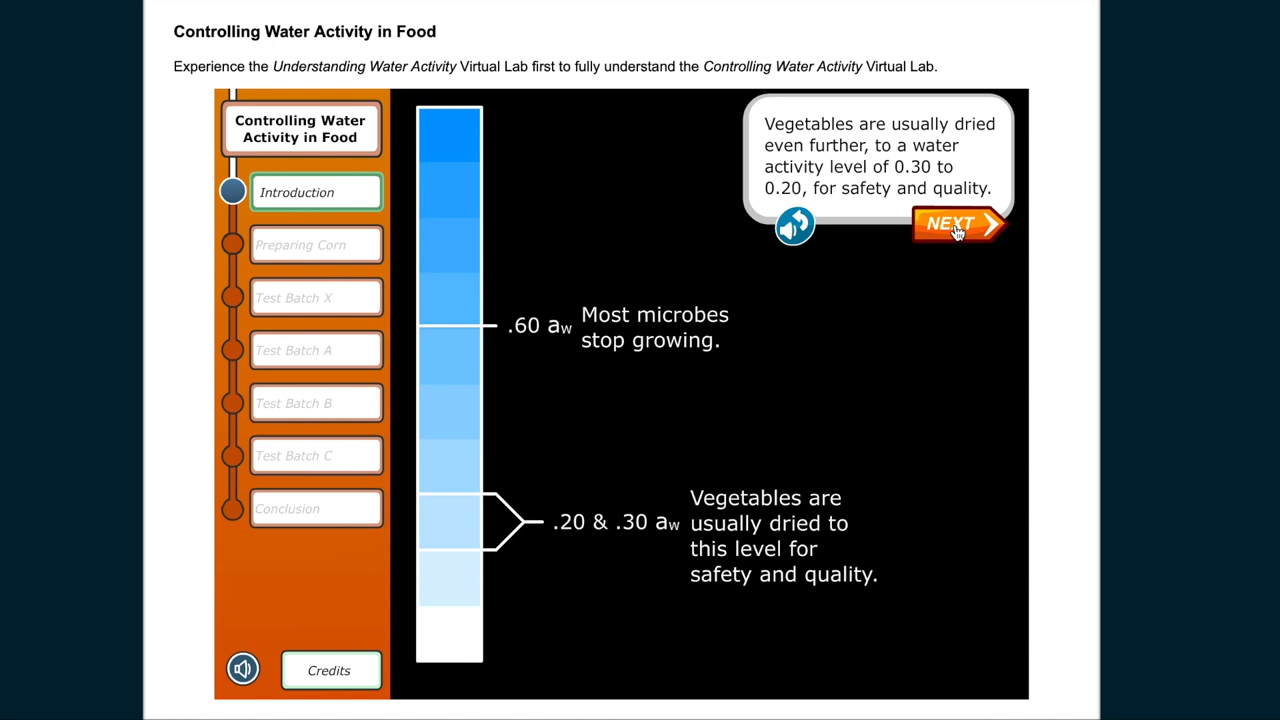 Controlling Water Activity in Food
Experience the Understanding Water Activity Virtual Lab first to fully understand the Controlling Water Activity Virtual Lab.
Controlling Water
Activity in Food
Introduction
Preparing Corn
Test Batch X
Test Batch A
Test Batch B
Test Batch C
Conclusion
Credits
Vegetables are usually dried
even further, to a water
activity level of 0.30 to
0.20, for safety and quality.
NEXT
.60 aw
Most microbes
stop growing.
.20 & .30 aw
Vegetables are
usually dried to
this level for
safety and quality.